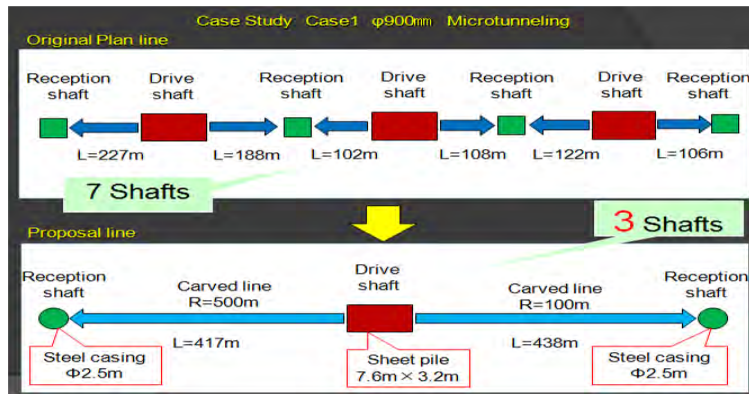 Case Study Case1 φ900㎜ Microtunneling
Original Plan line
Reception shaft
Drive shaft
Reception shaft
Drive shaft
Reception shaft
Drive shaft
Reception shaft
L=227m
L=188m
L=102m
L=108m
L=122m
L=106m
7 Shafts
3 Shafts
Proposal line
Reception shaft
Carved line
R=500m
Drive shaft
Carved line
R=100m
Reception shaft
L=417m
L=438m
Steel casing
Φ2.5m
Sheet pile
7.6m×3.2m
Steel casing
Φ2.5m